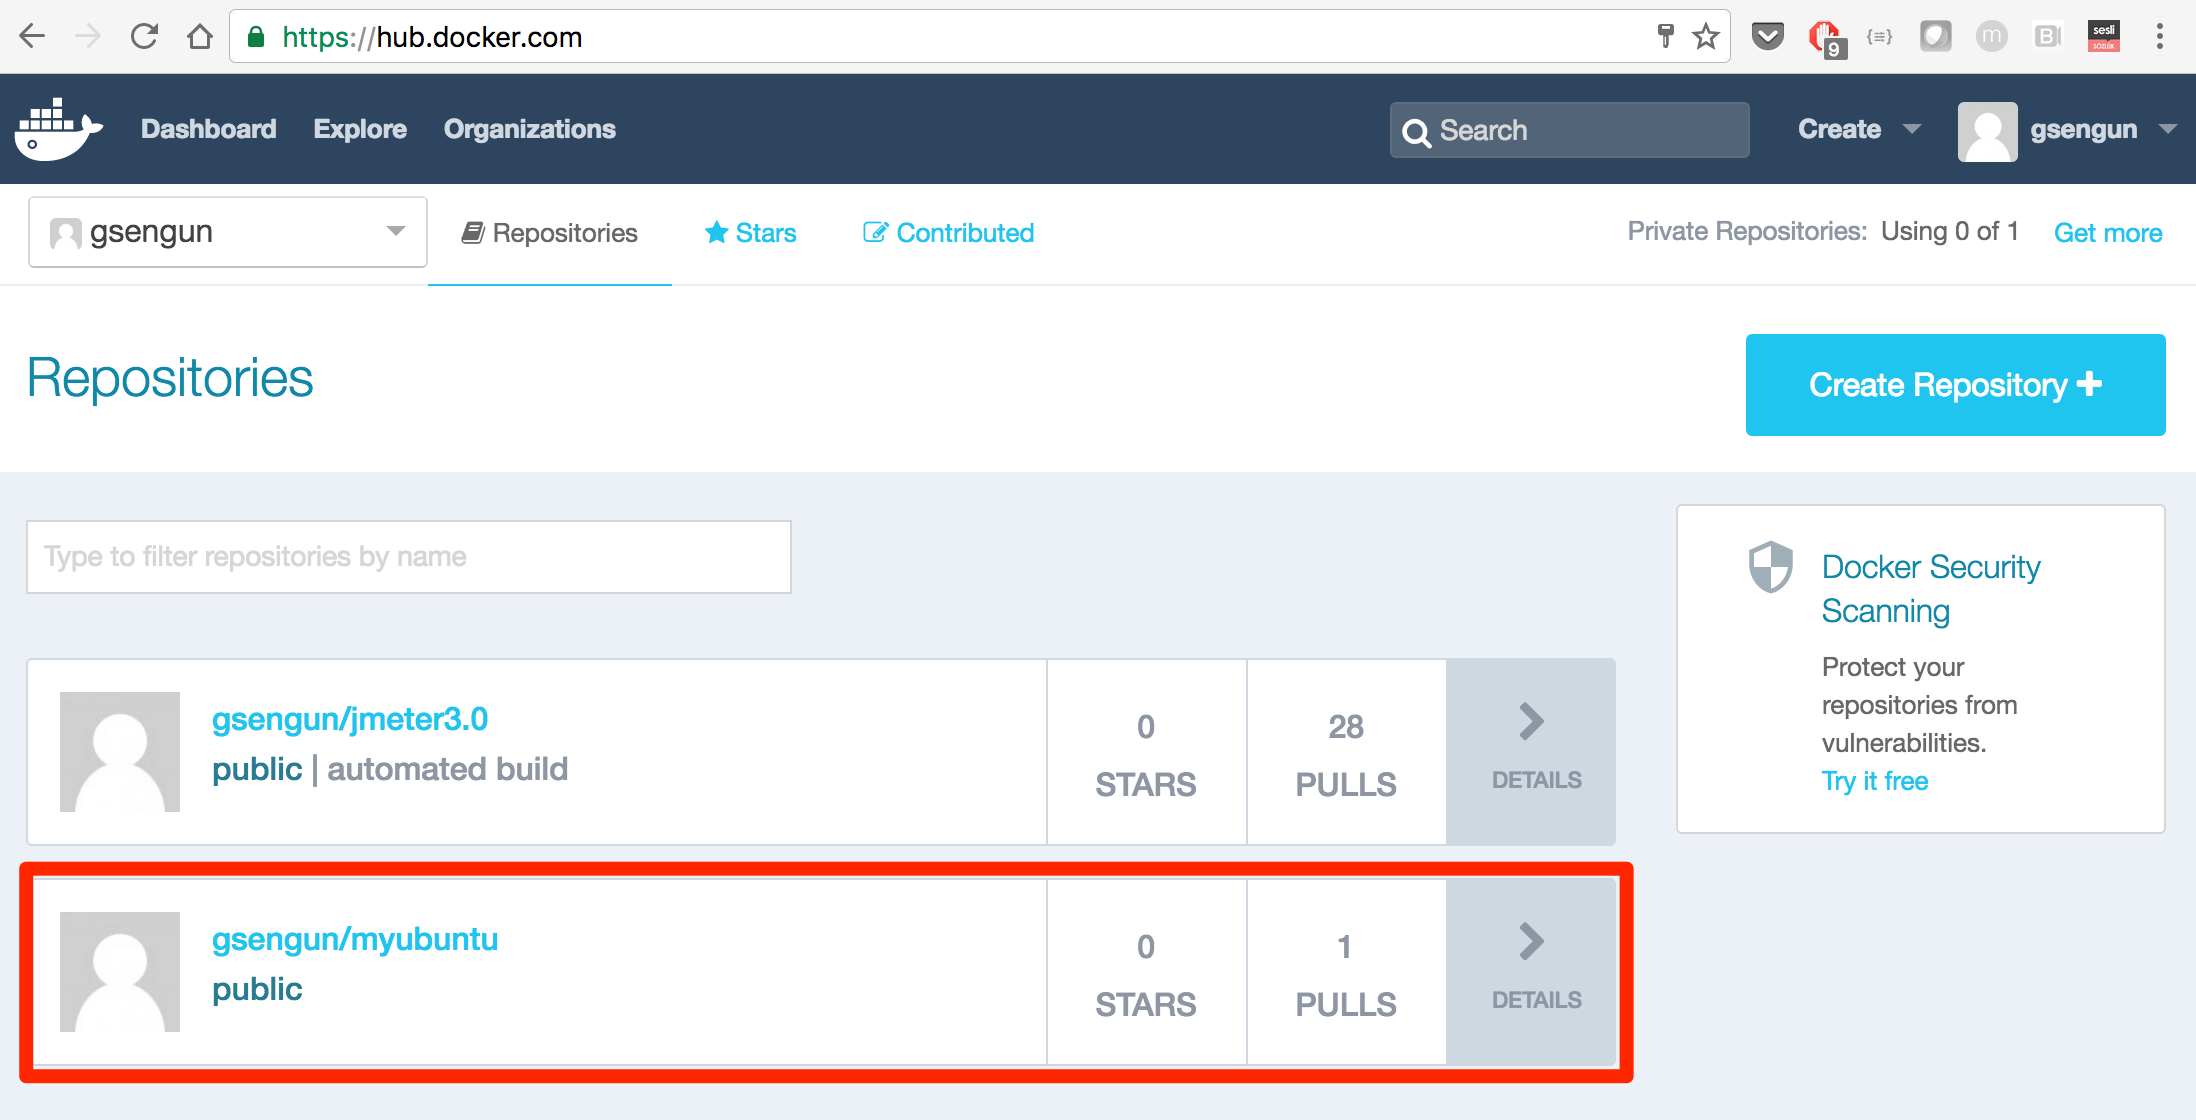 https://hub.docker.com
9
{≡}
m
B
sesli
SÖZLÜK
Dashboard Explore Organizations Search Create gsengun
gsengun Repositories Stars Contributed Private Repositories: Using 0 of 1 Get more
Repositories
Create Repository
Type to filter repositories by name
Docker Security
Scanning
Protect your
repositories from
vulnerabilities.
Try it free
gsengun/jmeter3.0
public | automated build
0
STARS
28
PULLS
DETAILS
gsengun/myubuntu
public
0
STARS
1
PULLS
DETAILS